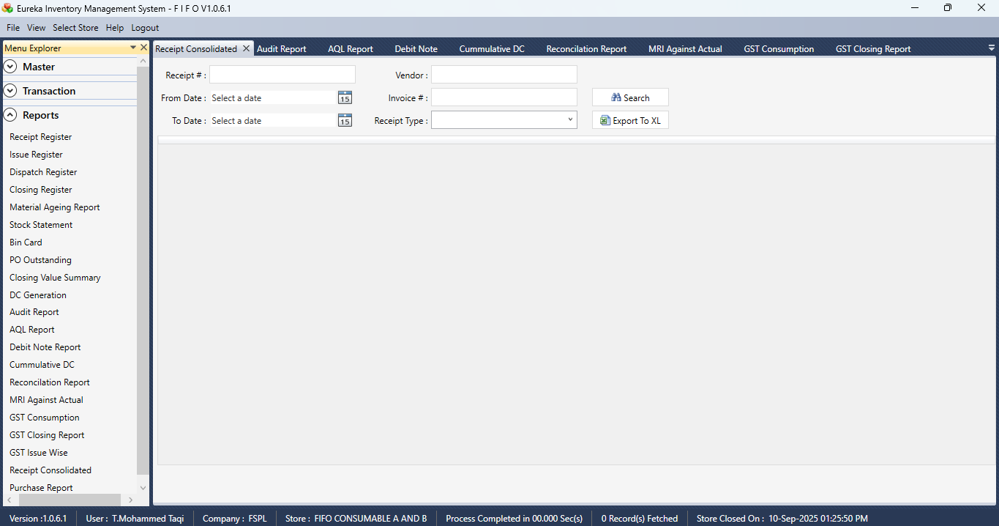 Eureka Inventory Management System - F I F O V1.0.6.1
File View Select Store Help Logout
Menu Explorer
Master
Transaction
Reports
Receipt Register
Issue Register
Dispatch Register
Closing Register
Material Ageing Report
Stock Statement
Bin Card
PO Outstanding
Closing Value Summary
DC Generation
Audit Report
AQL Report
Debit Note Report
Cummulative DC
Reconcilation Report
MRI Against Actual
GST Consumption
GST Closing Report
GST Issue Wise
Receipt Consolidated
Purchase Report
Receipt Consolidated Audit Report AQL Report Debit Note Cummulative DC Reconcilation Report MRI Against Actual GST Consumption GST Closing Report
Receipt # : Vendor :
From Date : Select a date 15 Invoice # : Search
To Date : Select a date 15 Receipt Type : Export To XL
Version :1.0.6.1 User : T.Mohammed Taqi Company : FSPL Store : FIFO CONSUMABLE A AND B Process Completed in 00.000 Sec(s) 0 Record(s) Fetched Store Closed On : 10-Sep-2025 01:25:50 PM